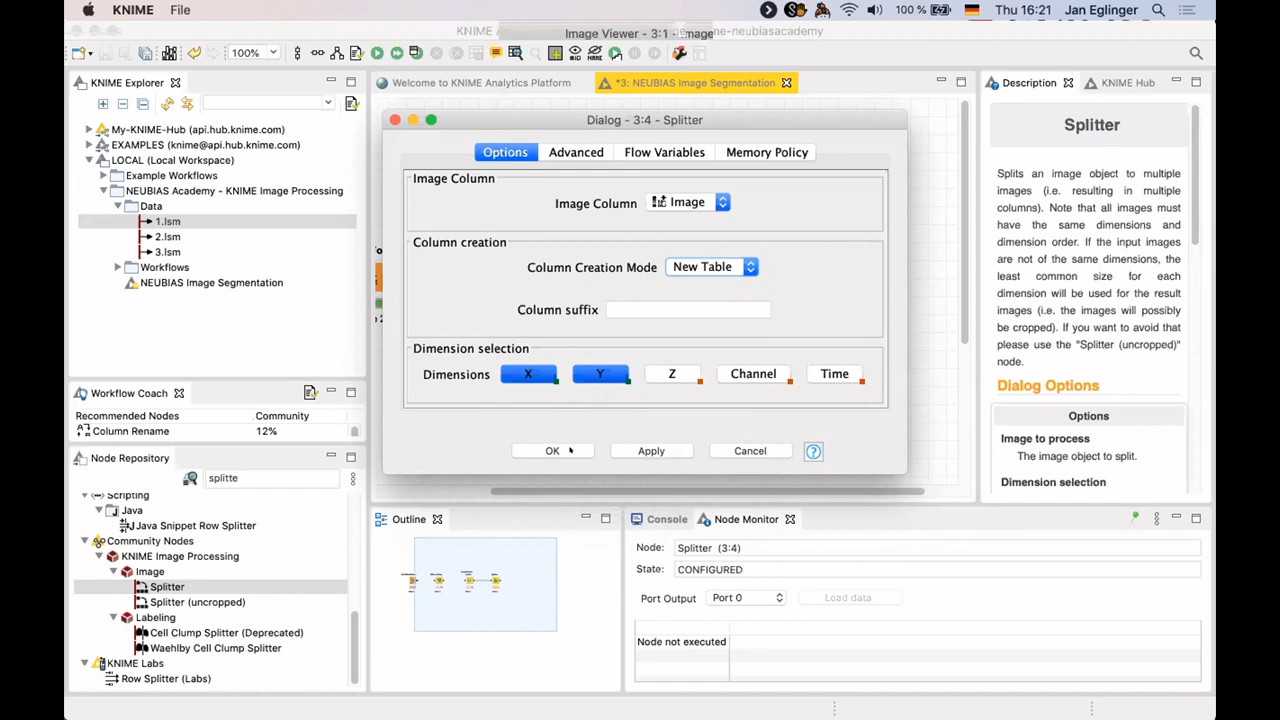 KNIME File
100 %
Thu 16:21 Jan Eglinger
KNIME A
Image Viewer - 3:1 - Image
e-neubiasacademy
100%
KNIME Explorer
My-KNIME-Hub (api.hub.knime.com)
EXAMPLES (knime@api.hub.knime.com)
LOCAL (Local Workspace)
Example Workflows
NEUBIAS Academy - KNIME Image Processing
Data
1.lsm
2.lsm
3.lsm
Workflows
NEUBIAS Image Segmentation
Workflow Coach
Recommended Nodes Community
Column Rename 12%
Node Repository
splitte
Scripting
Java
Java Snippet Row Splitter
Community Nodes
KNIME Image Processing
Image
Splitter
Splitter (uncropped)
Labeling
Cell Clump Splitter (Deprecated)
Waehlby Cell Clump Splitter
KNIME Labs
Row Splitter (Labs)
Welcome to KNIME Analytics Platform
*3: NEUBIAS Image Segmentation
Dialog - 3:4 - Splitter
Options Advanced Flow Variables Memory Policy
Image Column
Image Column Image
Column creation
Column Creation Mode New Table
Column suffix
Dimension selection
Dimensions X Y Z Channel Time
OK Apply Cancel ?
Outline
Console Node Monitor
Node: Splitter (3:4)
State: CONFIGURED
Port Output Port 0 Load data
Node not executed
Description KNIME Hub
Splitter
Splits an image object to multiple
images (i.e. resulting in multiple
columns). Note that all images must
have the same dimensions and
dimension order. If the input images
are not of the same dimensions, the
least common size for each
dimension will be used for the result
images (i.e. the images will possibly
be cropped). If you want to avoid that
please use the "Splitter (uncropped)"
node.
Dialog Options
Options
Image to process
The image object to split.
Dimension selection